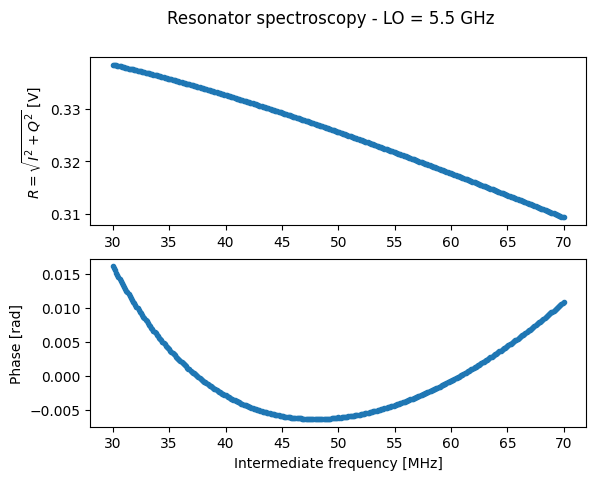 Resonator spectroscopy - LO = 5.5 GHz
R = √I² + Q² [V]
0.33
0.32
0.31
30 35 40 45 50 55 60 65 70
Phase [rad]
0.015
0.010
0.005
0.000
−0.005
30 35 40 45 50 55 60 65 70
Intermediate frequency [MHz]